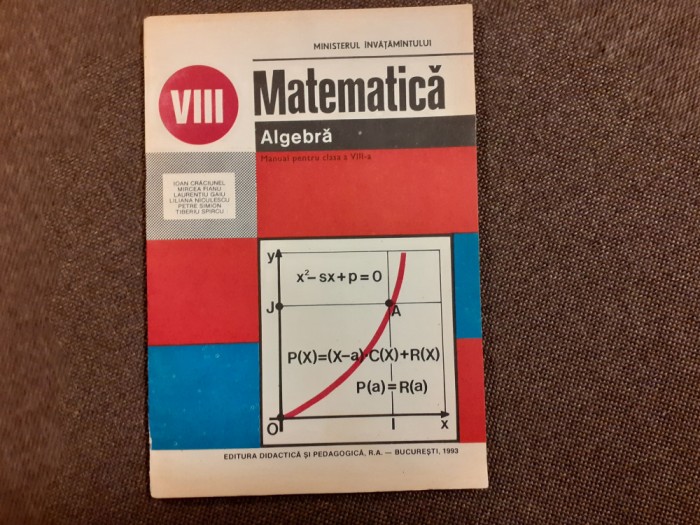 MINISTERUL ÎNVĂŢĂMÎNTULUI
VIII
Matematică
Algebră
Manual pentru clasa a VIII-a
IOAN CRĂCIUNEL
MIRCEA FIANU
LAURENŢIU GAIU
LILIANA NICULESCU
PETRE SIMION
TIBERIU SPIRCU
y
x²-sx+p=0
J
A
P(X)=(X-a)·C(X)+R(X)
P(a)=R(a)
O
I
x
EDITURA DIDACTICĂ ŞI PEDAGOGICĂ, R.A. — BUCUREŞTI, 1993